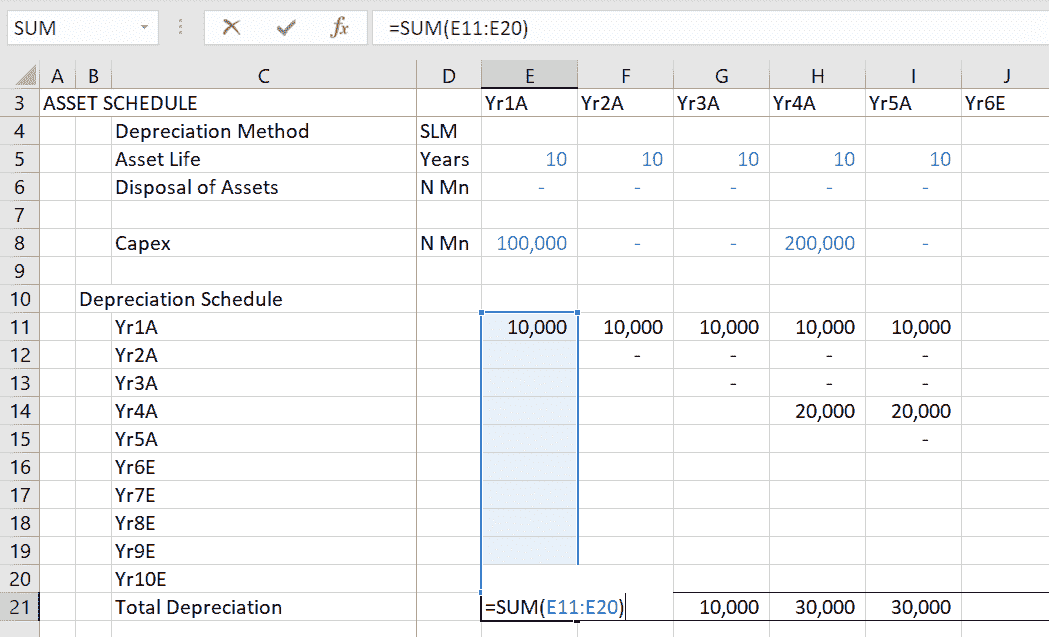 SUM fx =SUM(E11:E20)
A B C D E F G H I J
3 ASSET SCHEDULE Yr1A Yr2A Yr3A Yr4A Yr5A Yr6E
4 Depreciation Method SLM
5 Asset Life Years 10 10 10 10 10
6 Disposal of Assets N Mn - - - - -
7
8 Capex N Mn 100,000 - - 200,000 -
9
10 Depreciation Schedule
11 Yr1A 10,000 10,000 10,000 10,000 10,000
12 Yr2A - - - -
13 Yr3A - - -
14 Yr4A 20,000 20,000
15 Yr5A -
16 Yr6E
17 Yr7E
18 Yr8E
19 Yr9E
20 Yr10E
21 Total Depreciation =SUM(E11:E20) 10,000 30,000 30,000